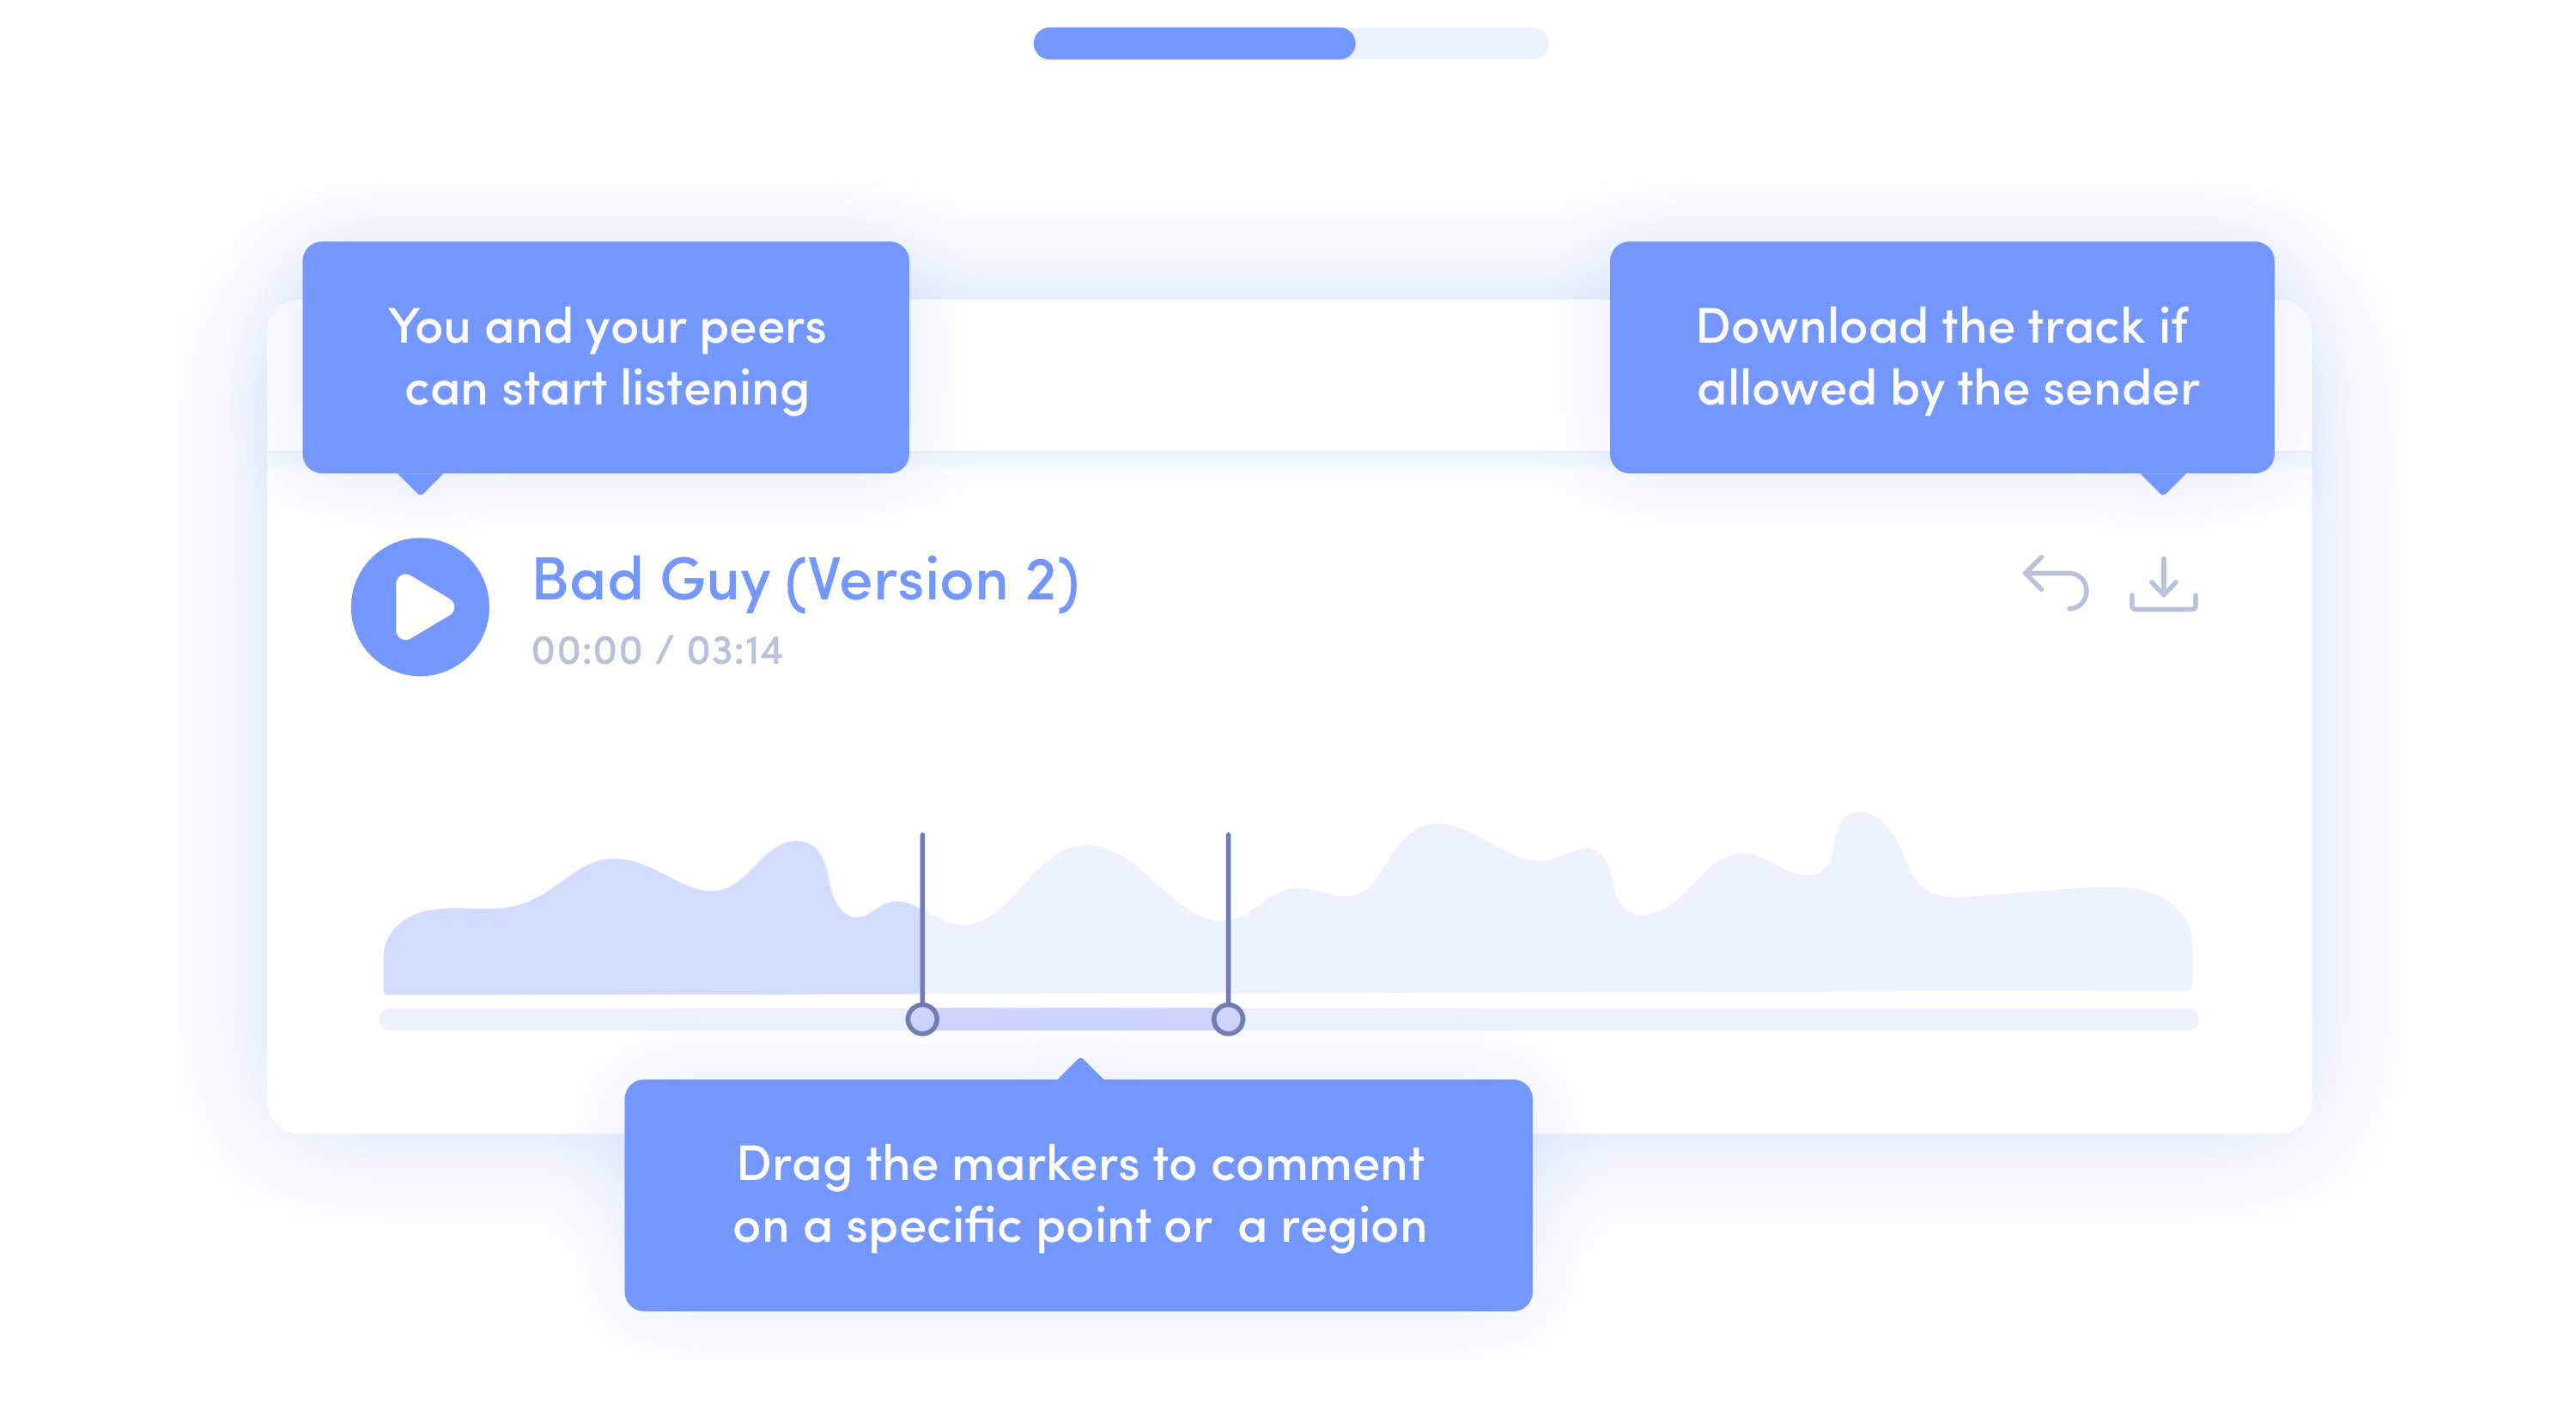 You and your peers
can start listening
Download the track if
allowed by the sender
Bad Guy (Version 2)
00:00 / 03:14
Drag the markers to comment
on a specific point or  a region